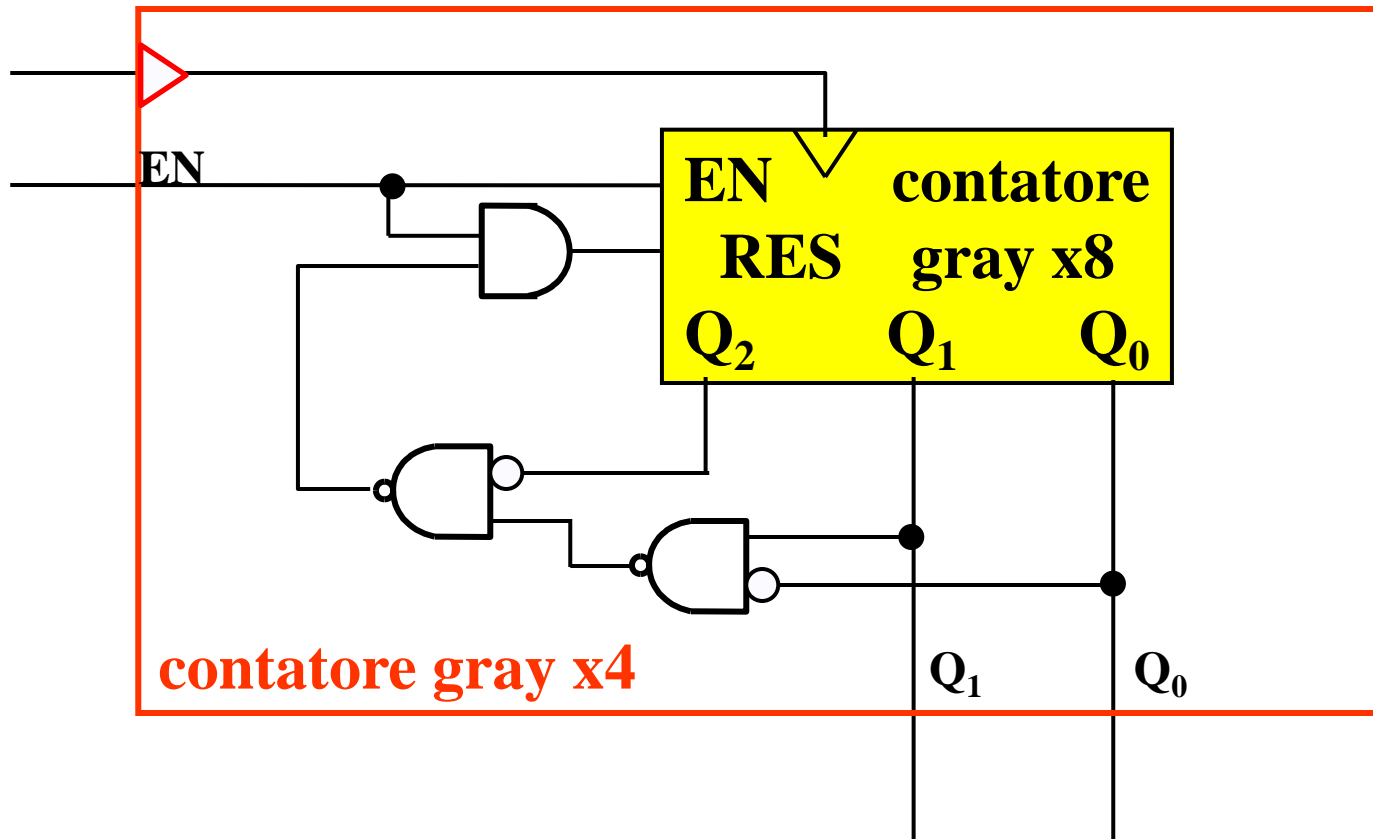 EN
EN contatore
RES gray x8
Q₂ Q₁ Q₀
contatore gray x4
Q₁ Q₀